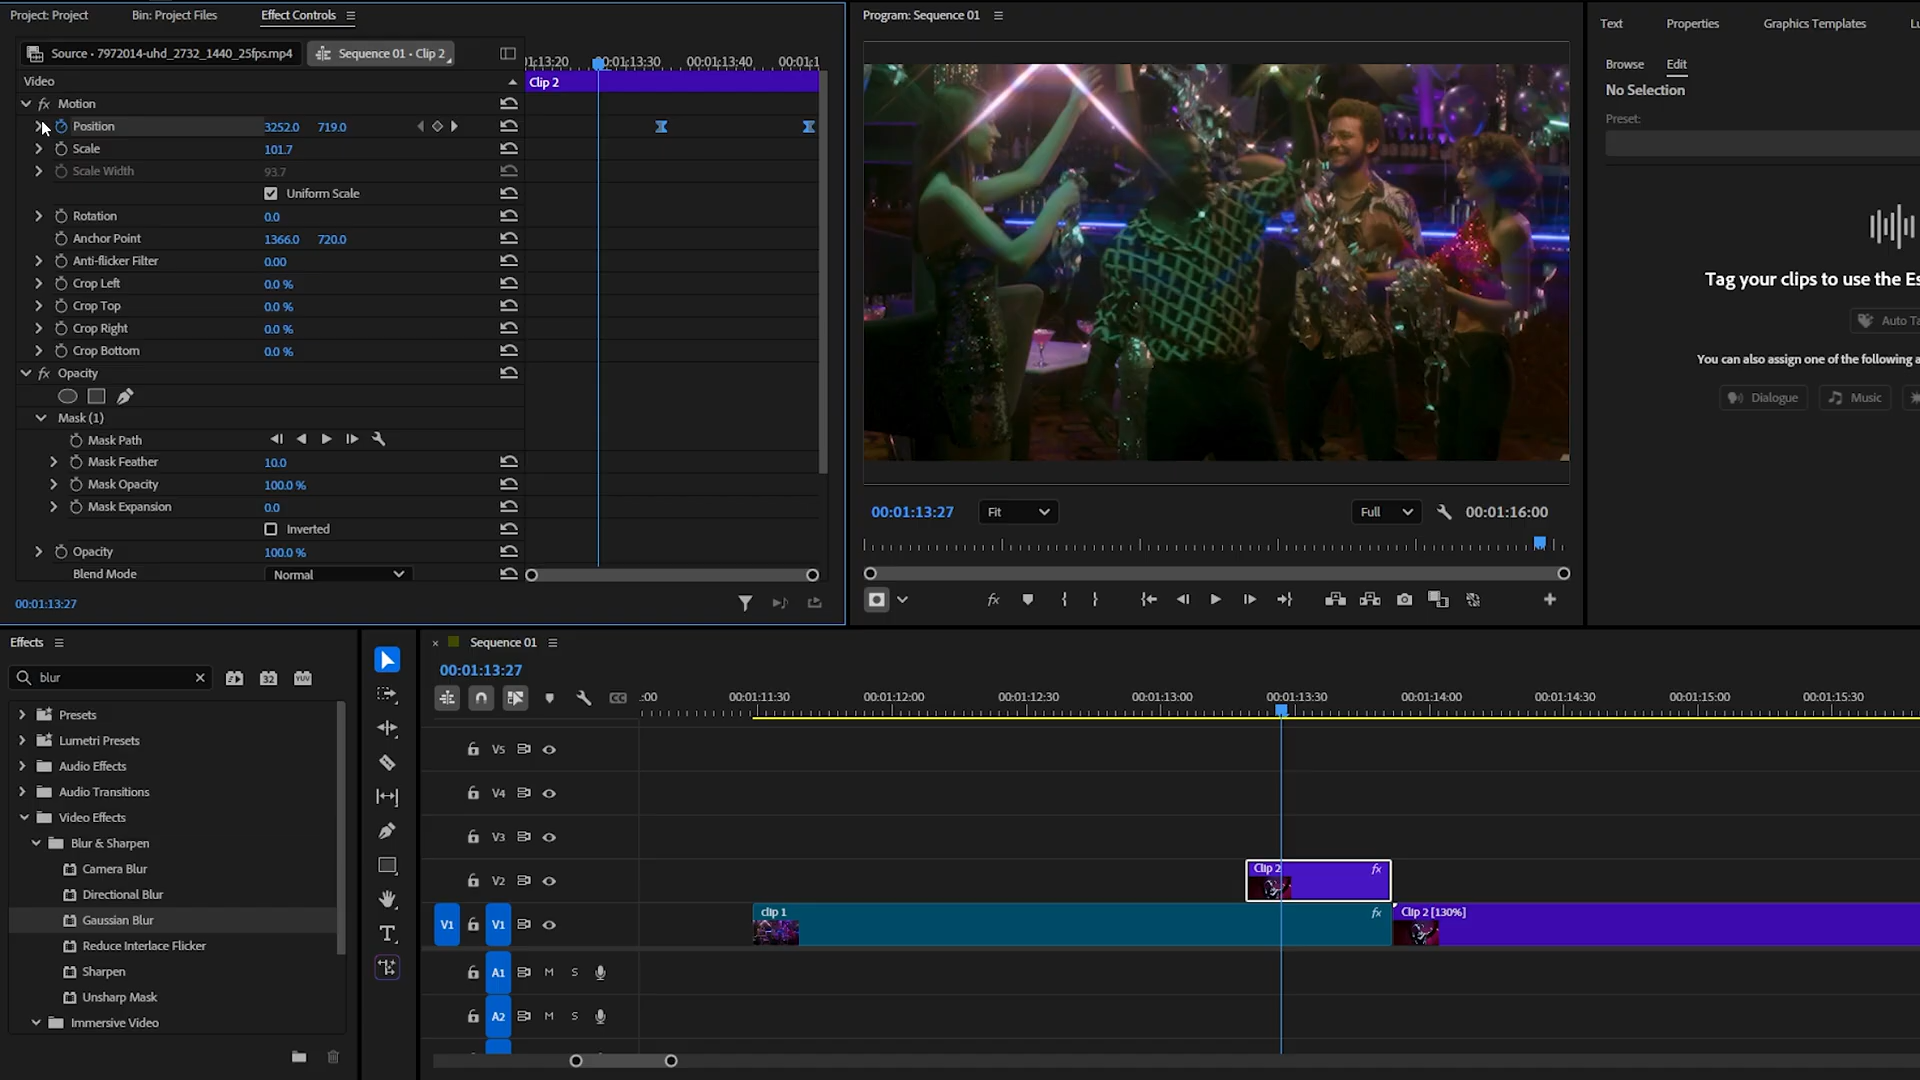 Project: Project
Bin: Project Files
Effect Controls
Source • 7972014-uhd_2732_1440_25fps.mp4
Sequence 01 • Clip 2
00:01:13:30
00:01:13:40
Video
Clip 2
fx Motion
Position 3252.0 719.0
Scale 101.7
Scale Width 93.7
Uniform Scale
Rotation 0.0
Anchor Point 1366.0 720.0
Anti-flicker Filter 0.00
Crop Left 0.0 %
Crop Top 0.0 %
Crop Right 0.0 %
Crop Bottom 0.0 %
fx Opacity
Mask (1)
Mask Path
Mask Feather 10.0
Mask Opacity 100.0 %
Mask Expansion 0.0
Inverted
Opacity 100.0 %
Blend Mode Normal
00:01:13:27
Program: Sequence 01
00:01:13:27
Fit
Full
00:01:16:00
fx
Text
Properties
Graphics Templates
Browse
Edit
No Selection
Preset:
Tag your clips to use the
Auto
You can also assign one of the following
Dialogue
Music
Effects
blur
32
YUV
Presets
Lumetri Presets
Audio Effects
Audio Transitions
Video Effects
Blur & Sharpen
Camera Blur
Directional Blur
Gaussian Blur
Reduce Interlace Flicker
Sharpen
Unsharp Mask
Immersive Video
T
× Sequence 01
00:01:13:27
CC
:00
00:01:11:30
00:01:12:00
00:01:12:30
00:01:13:00
00:01:13:30
00:01:14:00
00:01:14:30
00:01:15:00
00:01:15:30
V5
V4
V3
V2
Clip 2 fx
V1 V1
clip 1 fx
Clip 2 [130%]
A1 M S
A2 M S